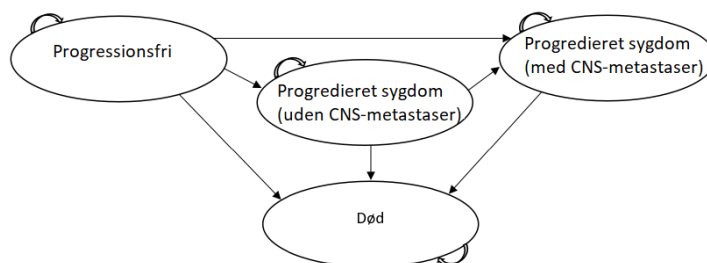 Progressionsfri
Progredieret sygdom
(uden CNS-metastaser)
Progredieret sygdom
(med CNS-metastaser)
Død